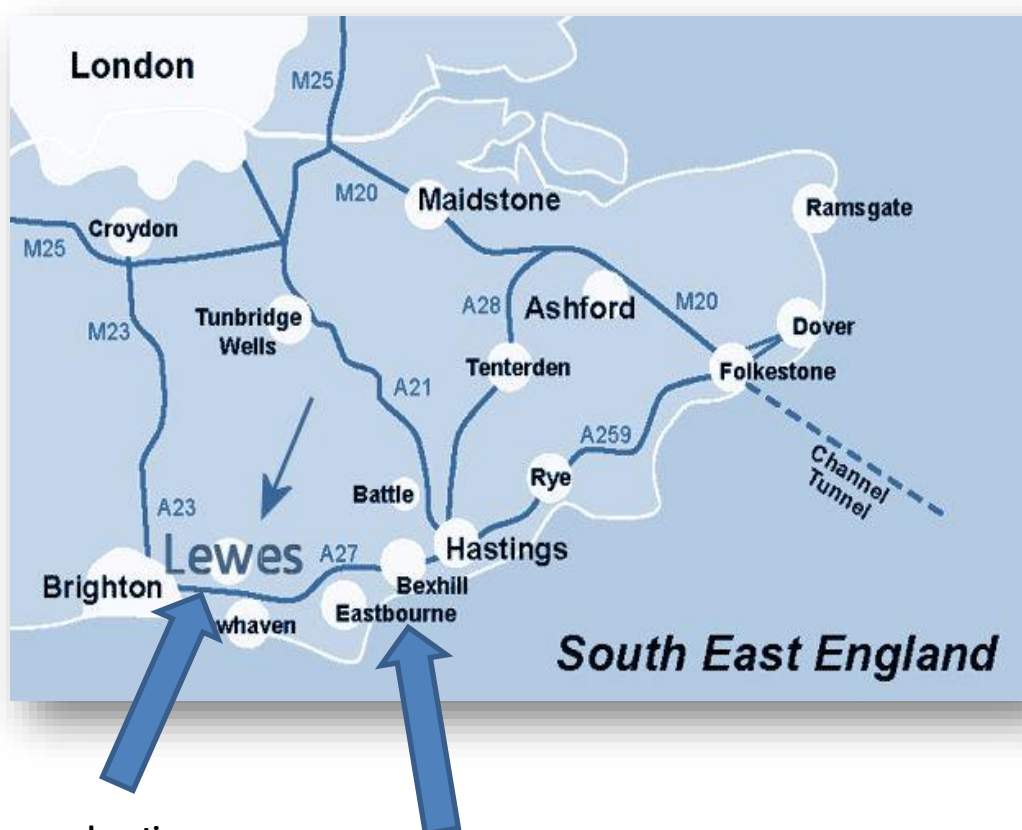 London
M25
M20
Maidstone
Ramsgate
Croydon
M25
A28
Ashford
M20
Tunbridge
Wells
M23
Dover
Tenterden
Folkestone
A21
A259
Channel
Tunnel
Rye
Battle
A23
Lewes
A27
Hastings
Brighton
Bexhill
Eastbourne
whaven
South East England